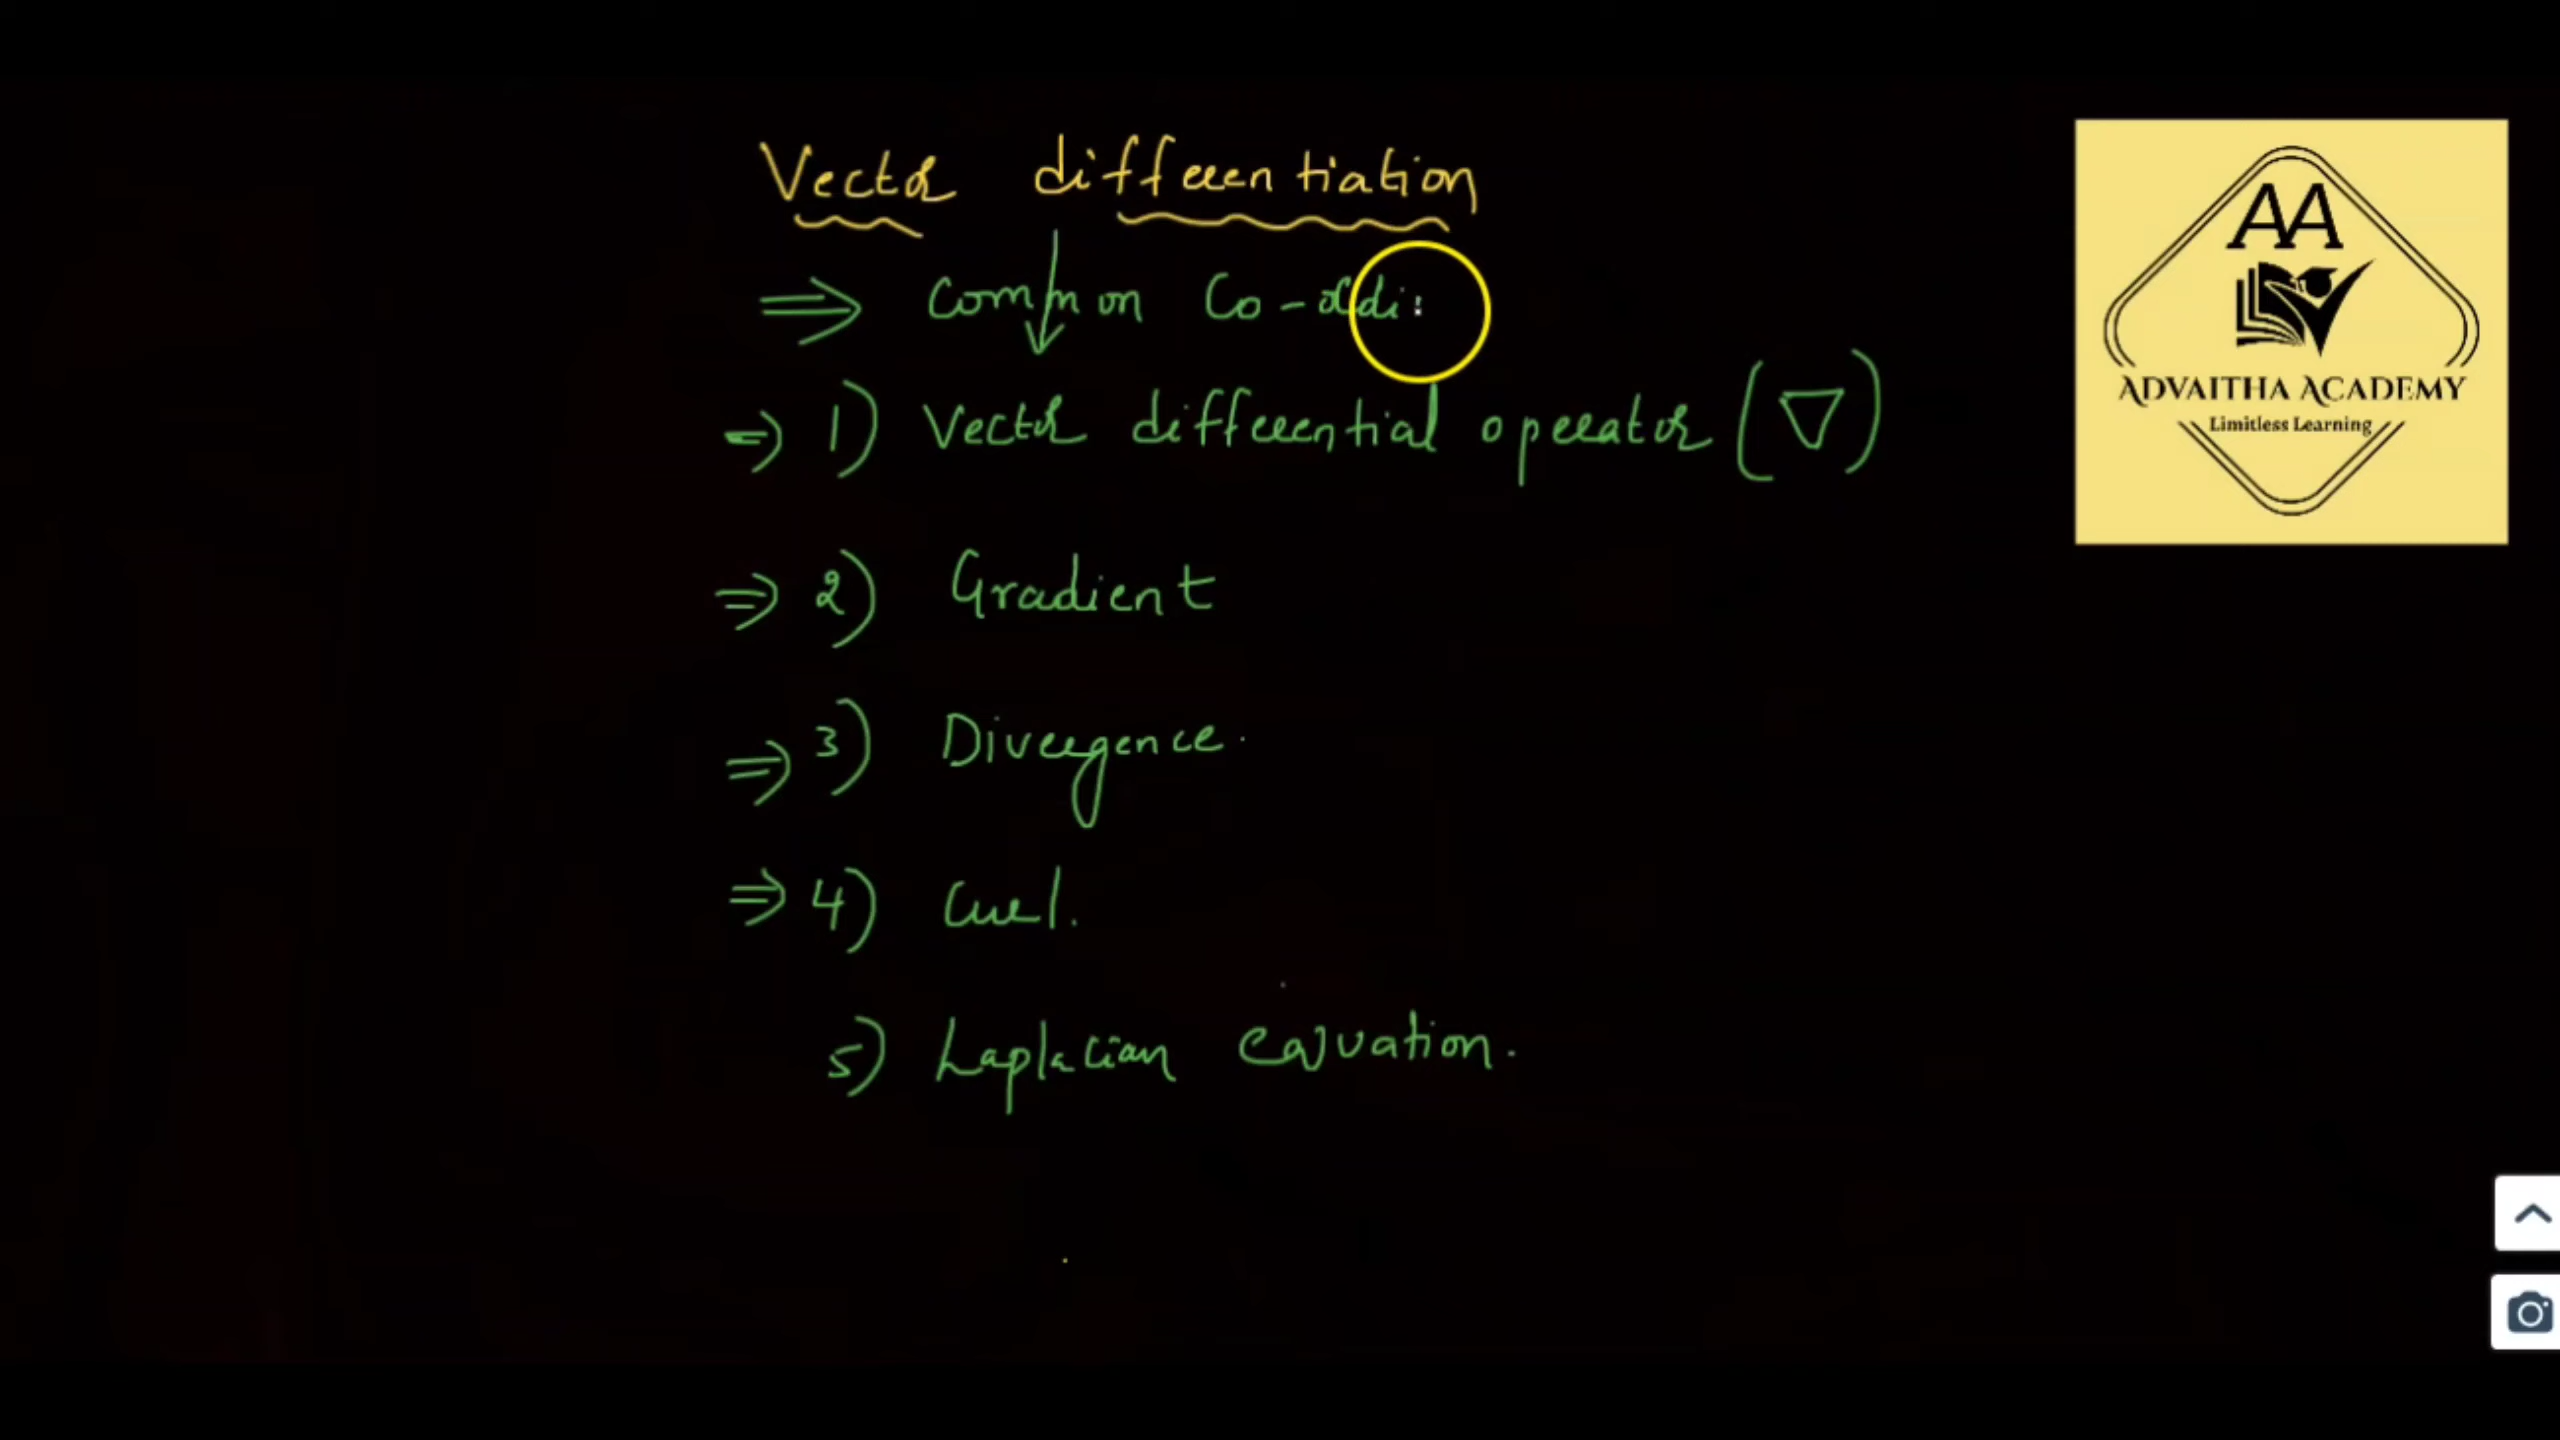 Vector differentiation
⇒ Common Co-ordi
⇒ 1) Vector differential operator (∇)
⇒ 2) Gradient
⇒ 3) Divergence.
⇒ 4) Curl.
5) Laplacian equation.
AA
ADVAITHA ACADEMY
Limitless Learning